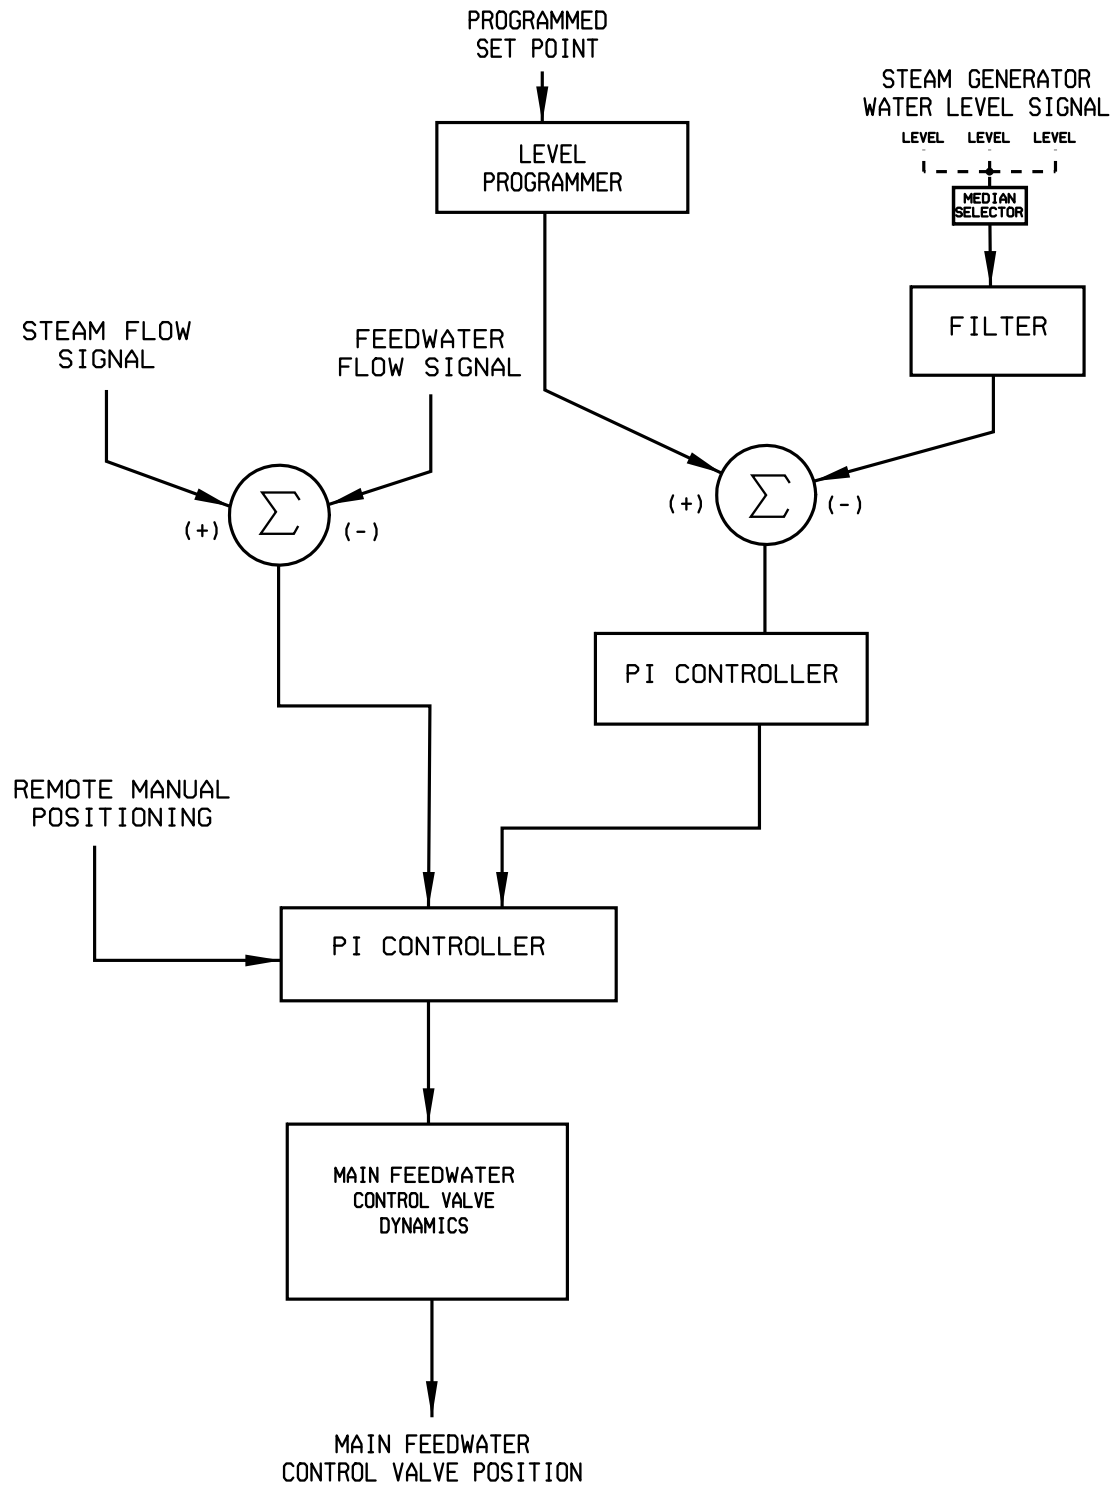 PROGRAMMED
SET POINT
STEAM GENERATOR
WATER LEVEL SIGNAL
LEVEL LEVEL LEVEL
LEVEL
PROGRAMMER
MEDIAN
SELECTOR
FILTER
STEAM FLOW
SIGNAL
FEEDWATER
FLOW SIGNAL
Σ
(+) (-)
Σ
(+) (-)
PI CONTROLLER
REMOTE MANUAL
POSITIONING
PI CONTROLLER
MAIN FEEDWATER
CONTROL VALVE
DYNAMICS
MAIN FEEDWATER
CONTROL VALVE POSITION